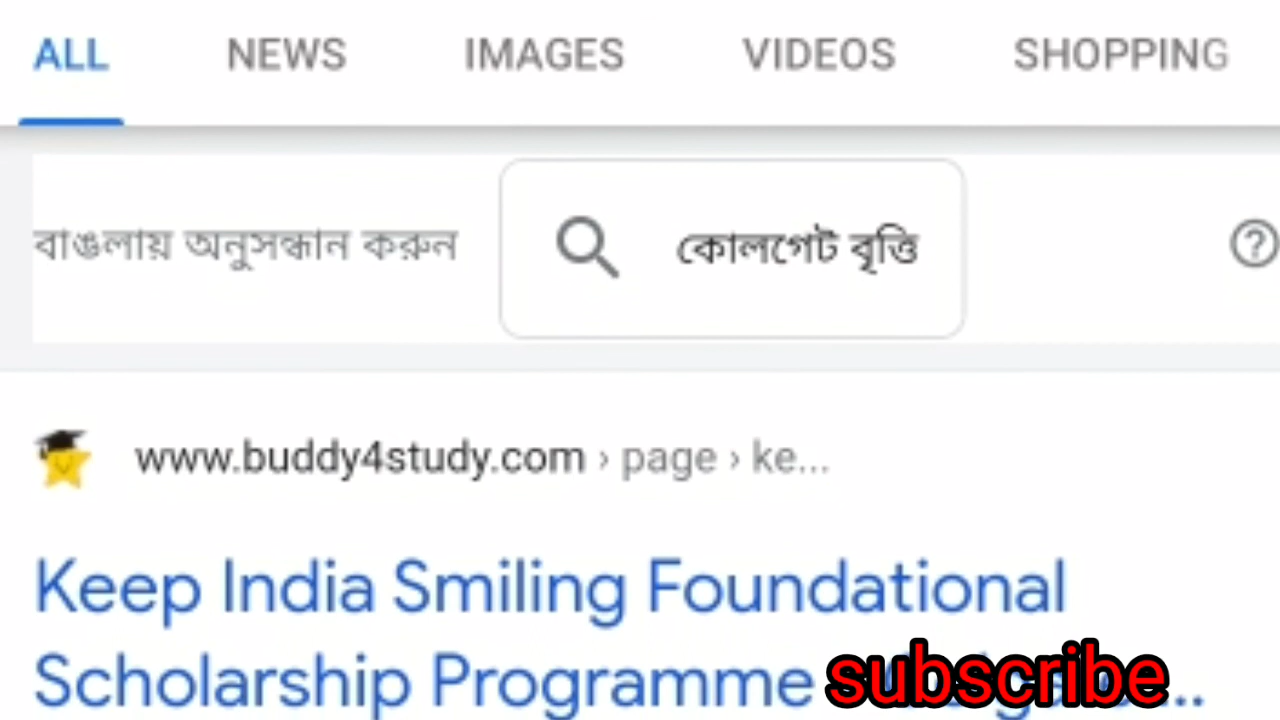 ALL NEWS IMAGES VIDEOS SHOPPING
বাঙলায় অনুসন্ধান করুন কোলগেট বৃত্তি
www.buddy4study.com › page › ke...
Keep India Smiling Foundational
Scholarship Programme subscribe